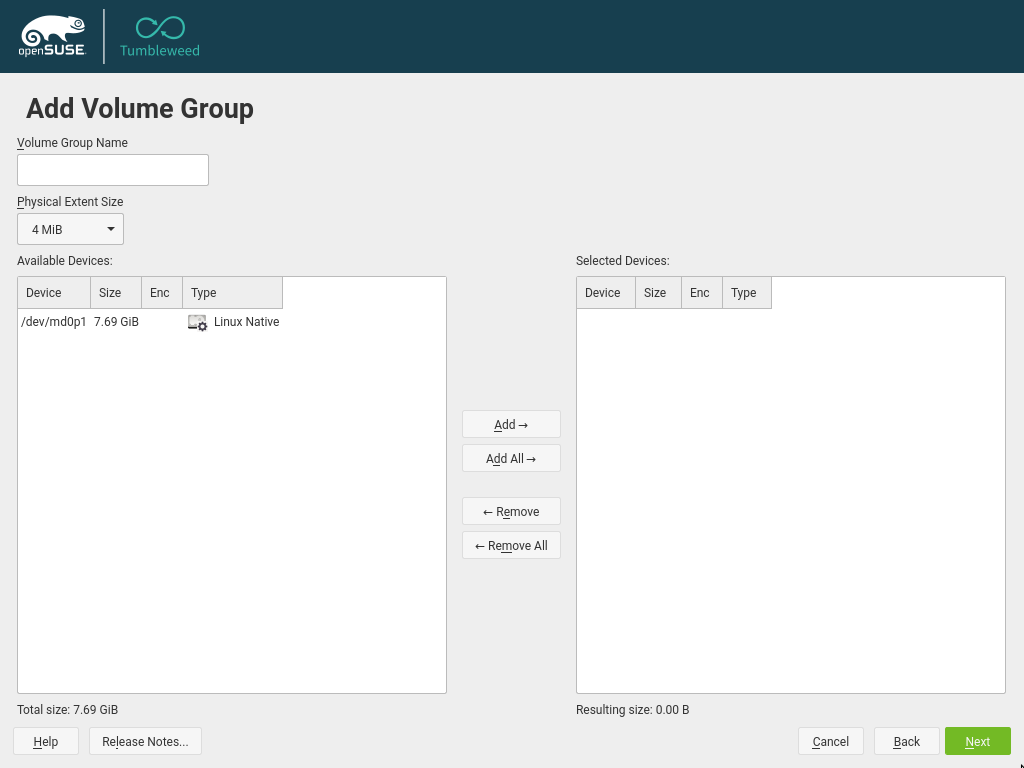 openSUSE
Tumbleweed
Add Volume Group
Volume Group Name
Physical Extent Size
4 MiB
Available Devices:
Selected Devices:
Device Size Enc Type
Device Size Enc Type
/dev/md0p1 7.69 GiB Linux Native
Add →
Add All →
← Remove
← Remove All
Total size: 7.69 GiB
Resulting size: 0.00 B
Help
Release Notes...
Cancel
Back
Next